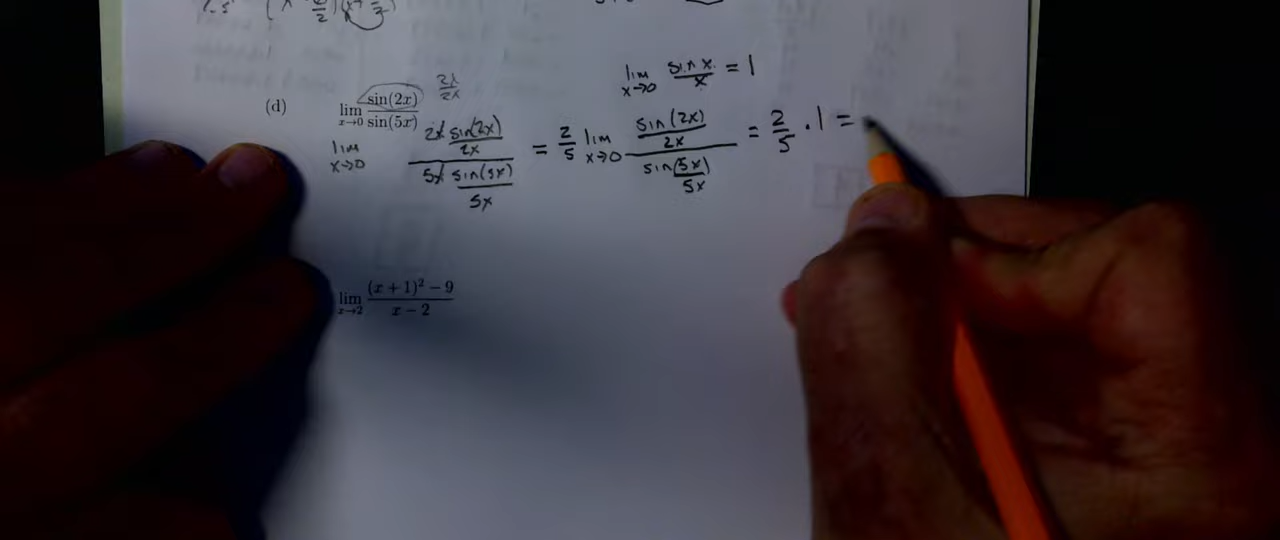 lim x→0 sin x / x = 1
2x / 2x
(d) lim x→0 sin(2x) / sin(5x)
lim x→0 (2x sin(2x) / 2x) / (5x sin(5x) / 5x) = 2/5 lim x→0 (sin(2x) / 2x) / (sin(5x) / 5x) = 2/5 · 1 =
lim x→2 ((x + 1)² − 9) / (x − 2)